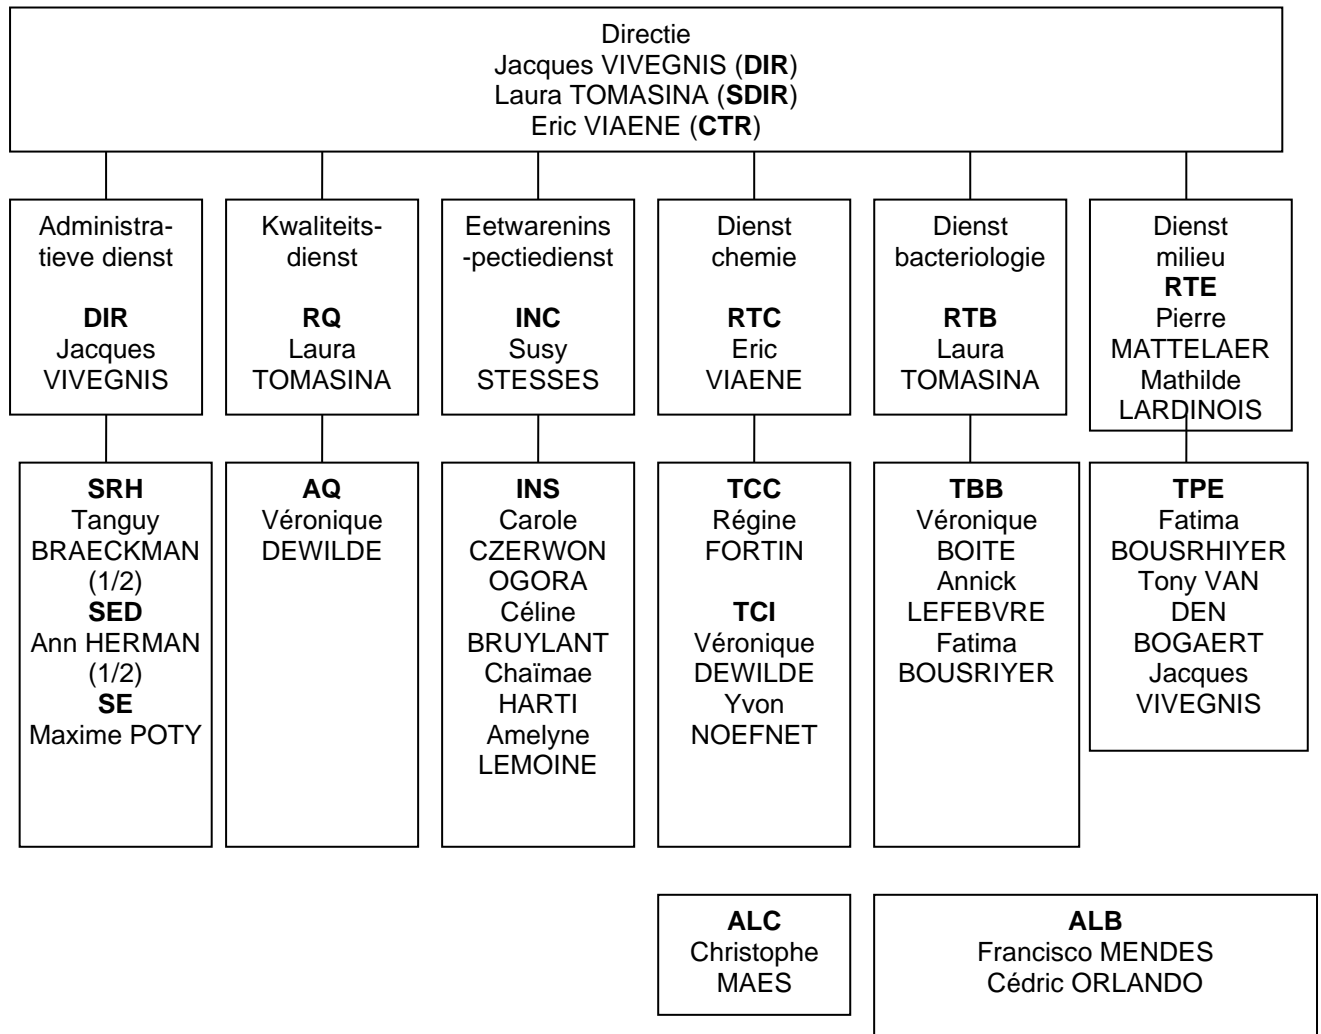 Directie
Jacques VIVEGNIS (DIR)
Laura TOMASINA (SDIR)
Eric VIAENE (CTR)
Administra-
tieve dienst
DIR
Jacques
VIVEGNIS
Kwaliteits-
dienst
RQ
Laura
TOMASINA
Eetwarenins
-pectiedienst
INC
Susy
STESSES
Dienst
chemie
RTC
Eric
VIAENE
Dienst
bacteriologie
RTB
Laura
TOMASINA
Dienst
milieu
RTE
Pierre
MATTELAER
Mathilde
LARDINOIS
SRH
Tanguy
BRAECKMAN
(1/2)
SED
Ann HERMAN
(1/2)
SE
Maxime POTY
AQ
Véronique
DEWILDE
INS
Carole
CZERWON
OGORA
Céline
BRUYLANT
Chaïmae
HARTI
Amelyne
LEMOINE
TCC
Régine
FORTIN
TCI
Véronique
DEWILDE
Yvon
NOEFNET
TBB
Véronique
BOITE
Annick
LEFEBVRE
Fatima
BOUSRIYER
TPE
Fatima
BOUSRHIYER
Tony VAN
DEN
BOGAERT
Jacques
VIVEGNIS
ALC
Christophe
MAES
ALB
Francisco MENDES
Cédric ORLANDO